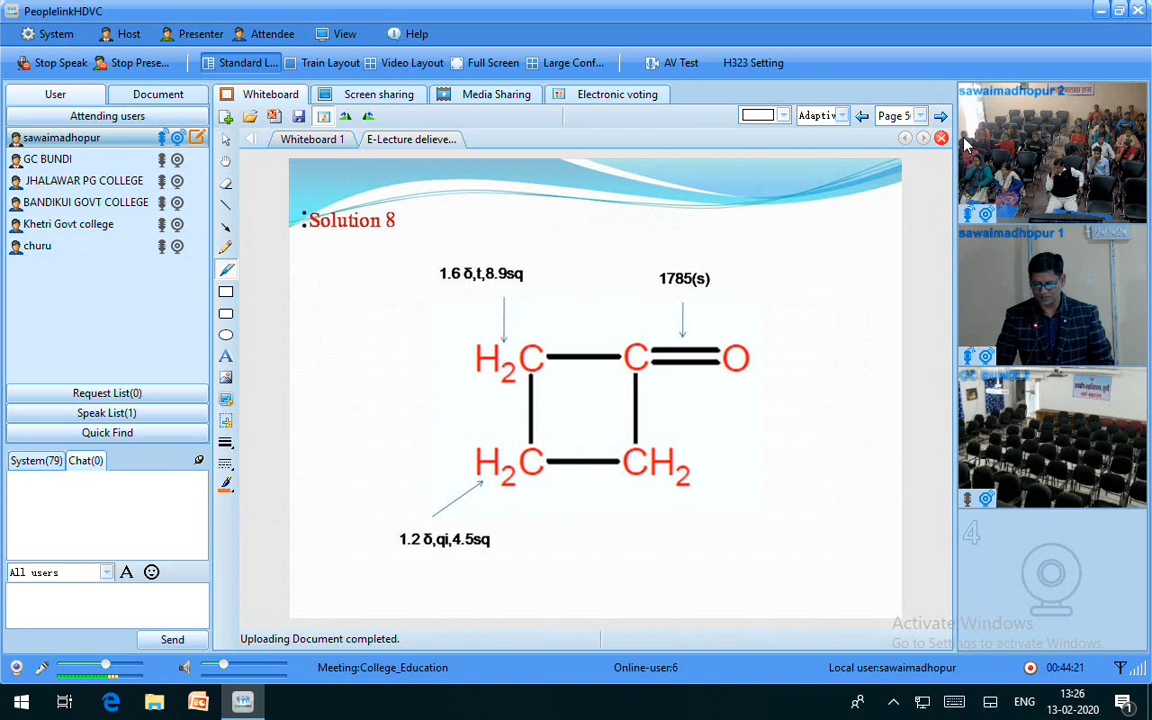 PeoplelinkHDVC
System Host Presenter Attendee View Help
Stop Speak Stop Prese... Standard L... Train Layout Video Layout Full Screen Large Conf... AV Test H323 Setting
User Document
Attending users
sawaimadhopur
GC BUNDI
JHALAWAR PG COLLEGE
BANDIKUI GOVT COLLEGE
Khetri Govt college
churu
Request List(0)
Speak List(1)
Quick Find
System(79) Chat(0)
All users
Send
Whiteboard Screen sharing Media Sharing Electronic voting
Adaptiv Page 5
Whiteboard 1 E-Lecture delieve...
Solution 8
1.6 δ,t,8.9sq
1785(s)
H2C C O
H2C CH2
1.2 δ,qi,4.5sq
Uploading Document completed.
sawaimadhopur 2
sawaimadhopur 1
4
Activate Windows
Go to Settings to activate Windows.
Meeting:College_Education Online-user:6 Local user:sawaimadhopur 00:44:21
ENG 13:26
13-02-2020
1